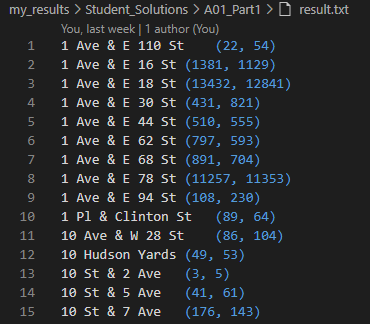 my_results > Student_Solutions > A01_Part1 > result.txt
You, last week | 1 author (You)
1 1 Ave & E 110 St (22, 54)
2 1 Ave & E 16 St (1381, 1129)
3 1 Ave & E 18 St (13432, 12841)
4 1 Ave & E 30 St (431, 821)
5 1 Ave & E 44 St (510, 555)
6 1 Ave & E 62 St (797, 593)
7 1 Ave & E 68 St (891, 704)
8 1 Ave & E 78 St (11257, 11353)
9 1 Ave & E 94 St (108, 230)
10 1 Pl & Clinton St (89, 64)
11 10 Ave & W 28 St (86, 104)
12 10 Hudson Yards (49, 53)
13 10 St & 2 Ave (3, 5)
14 10 St & 5 Ave (41, 61)
15 10 St & 7 Ave (176, 143)